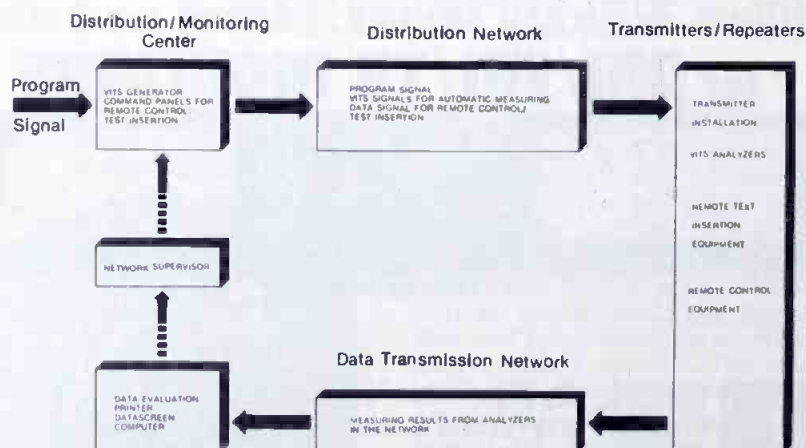 Distribution/Monitoring
Center
Distribution Network
Transmitters/Repeaters
Program
Signal
VITS GENERATOR
COMMAND PANELS FOR
REMOTE CONTROL.
TEST INSERTION
PROGRAM SIGNAL
VITS SIGNALS FOR AUTOMATIC MEASURING
DATA SIGNAL FOR REMOTE CONTROL/
TEST INSERTION
TRANSMITTER
INSTALLATION
VITS ANALYZERS
REMOTE TEXT
INSERTION
EQUIPMENT
REMOTE CONTROL
EQUIPMENT
NETWORK SUPERVISOR
Data Transmission Network
DATA EVALUATION
PRINTER
DATASCREEN
COMPUTER
MEASURING RESULTS FROM ANALYZERS
IN THE NETWORK